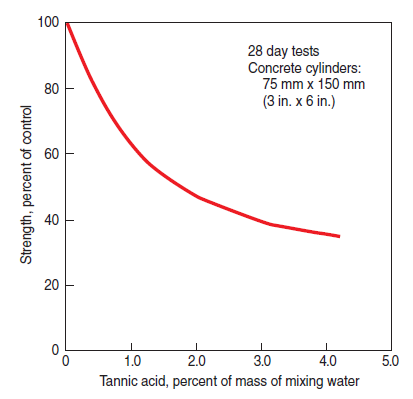 100
80
60
40
20
0
Strength, percent of control
28 day tests
Concrete cylinders:
75 mm x 150 mm
(3 in. x 6 in.)
0 1.0 2.0 3.0 4.0 5.0
Tannic acid, percent of mass of mixing water